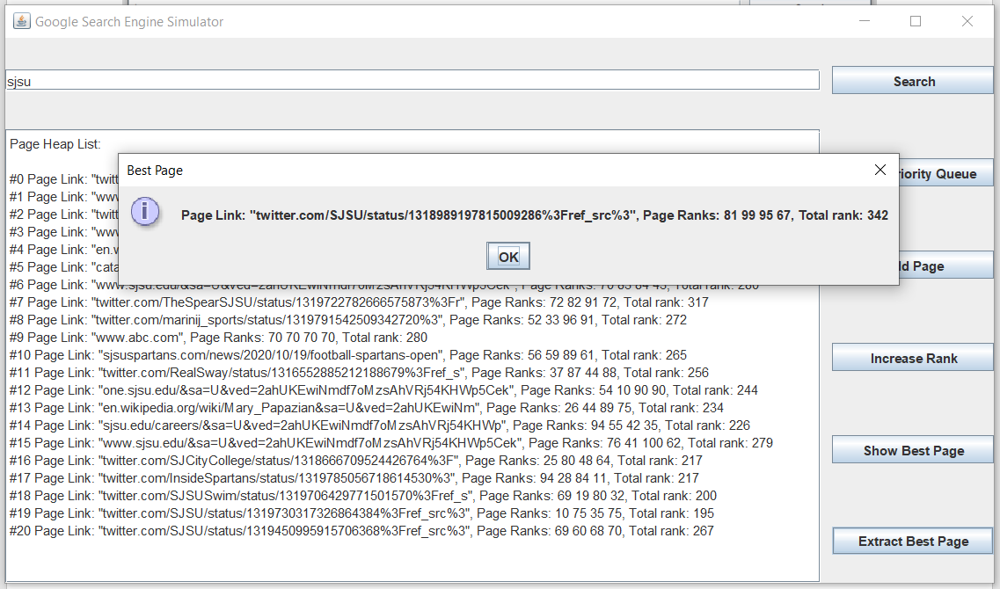 Google Search Engine Simulator
sjsu
Search
Page Heap List:
Best Page
Page Link: "twitter.com/SJSU/status/1318989197815009286%3Fref_src%3", Page Ranks: 81 99 95 67, Total rank: 342
OK
#0 Page Link: "twitt
#1 Page Link: "www
#2 Page Link: "twitt
#3 Page Link: "www
#4 Page Link: "en.w
#5 Page Link: "cata
#6 Page Link: "www.sjsu.edu/&sa=U&ved=2ahUKEwiNmdf7oMzsAhVRj54KHWp5Cek", Page Ranks: 70 83 84 43, Total rank: 280
#7 Page Link: "twitter.com/TheSpearSJSU/status/1319722782666575873%3Fr", Page Ranks: 72 82 91 72, Total rank: 317
#8 Page Link: "twitter.com/marinij_sports/status/1319791542509342720%3", Page Ranks: 52 33 96 91, Total rank: 272
#9 Page Link: "www.abc.com", Page Ranks: 70 70 70 70, Total rank: 280
#10 Page Link: "sjsuspartans.com/news/2020/10/19/football-spartans-open", Page Ranks: 56 59 89 61, Total rank: 265
#11 Page Link: "twitter.com/RealSway/status/1316552885212188679%3Fref_s", Page Ranks: 37 87 44 88, Total rank: 256
#12 Page Link: "one.sjsu.edu/&sa=U&ved=2ahUKEwiNmdf7oMzsAhVRj54KHWp5Cek", Page Ranks: 54 10 90 90, Total rank: 244
#13 Page Link: "en.wikipedia.org/wiki/Mary_Papazian&sa=U&ved=2ahUKEwiNm", Page Ranks: 26 44 89 75, Total rank: 234
#14 Page Link: "sjsu.edu/careers/&sa=U&ved=2ahUKEwiNmdf7oMzsAhVRj54KHWp", Page Ranks: 94 55 42 35, Total rank: 226
#15 Page Link: "www.sjsu.edu/&sa=U&ved=2ahUKEwiNmdf7oMzsAhVRj54KHWp5Cek", Page Ranks: 76 41 100 62, Total rank: 279
#16 Page Link: "twitter.com/SJCityCollege/status/1318666709524426764%3F", Page Ranks: 25 80 48 64, Total rank: 217
#17 Page Link: "twitter.com/InsideSpartans/status/1319785056718614530%3", Page Ranks: 94 28 84 11, Total rank: 217
#18 Page Link: "twitter.com/SJSUSwim/status/1319706429771501570%3Fref_s", Page Ranks: 69 19 80 32, Total rank: 200
#19 Page Link: "twitter.com/SJSU/status/1319730317326864384%3Fref_src%3", Page Ranks: 10 75 35 75, Total rank: 195
#20 Page Link: "twitter.com/SJSU/status/1319450995915706368%3Fref_src%3", Page Ranks: 69 60 68 70, Total rank: 267
riority Queue
ld Page
Increase Rank
Show Best Page
Extract Best Page